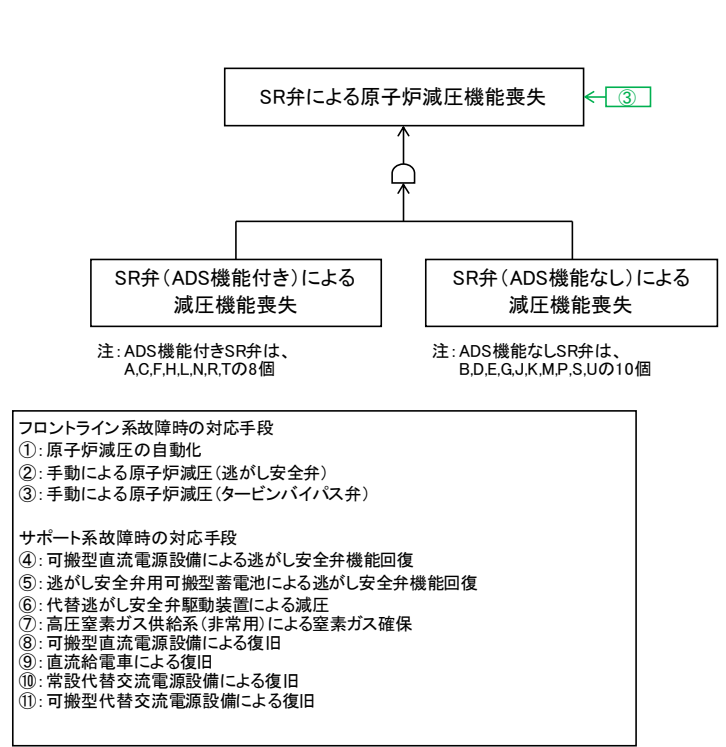 SR弁による原子炉減圧機能喪失
③
SR弁(ADS機能付き)による
減圧機能喪失
SR弁(ADS機能なし)による
減圧機能喪失
注:ADS機能付きSR弁は、
A,C,F,H,L,N,R,Tの8個
注:ADS機能なしSR弁は、
B,D,E,G,J,K,M,P,S,Uの10個
フロントライン系故障時の対応手段
①:原子炉減圧の自動化
②:手動による原子炉減圧(逃がし安全弁)
③:手動による原子炉減圧(タービンバイパス弁)
サポート系故障時の対応手段
④:可搬型直流電源設備による逃がし安全弁機能回復
⑤:逃がし安全弁用可搬型蓄電池による逃がし安全弁機能回復
⑥:代替逃がし安全弁駆動装置による減圧
⑦:高圧窒素ガス供給系(非常用)による窒素ガス確保
⑧:可搬型直流電源設備による復旧
⑨:直流給電車による復旧
⑩:常設代替交流電源設備による復旧
⑪:可搬型代替交流電源設備による復旧